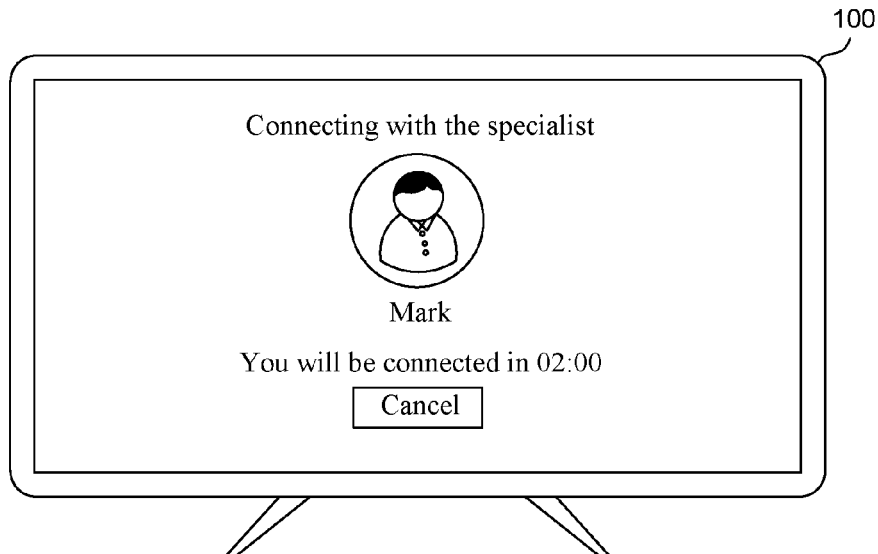 100
Connecting with the specialist
Mark
You will be connected in 02:00
Cancel